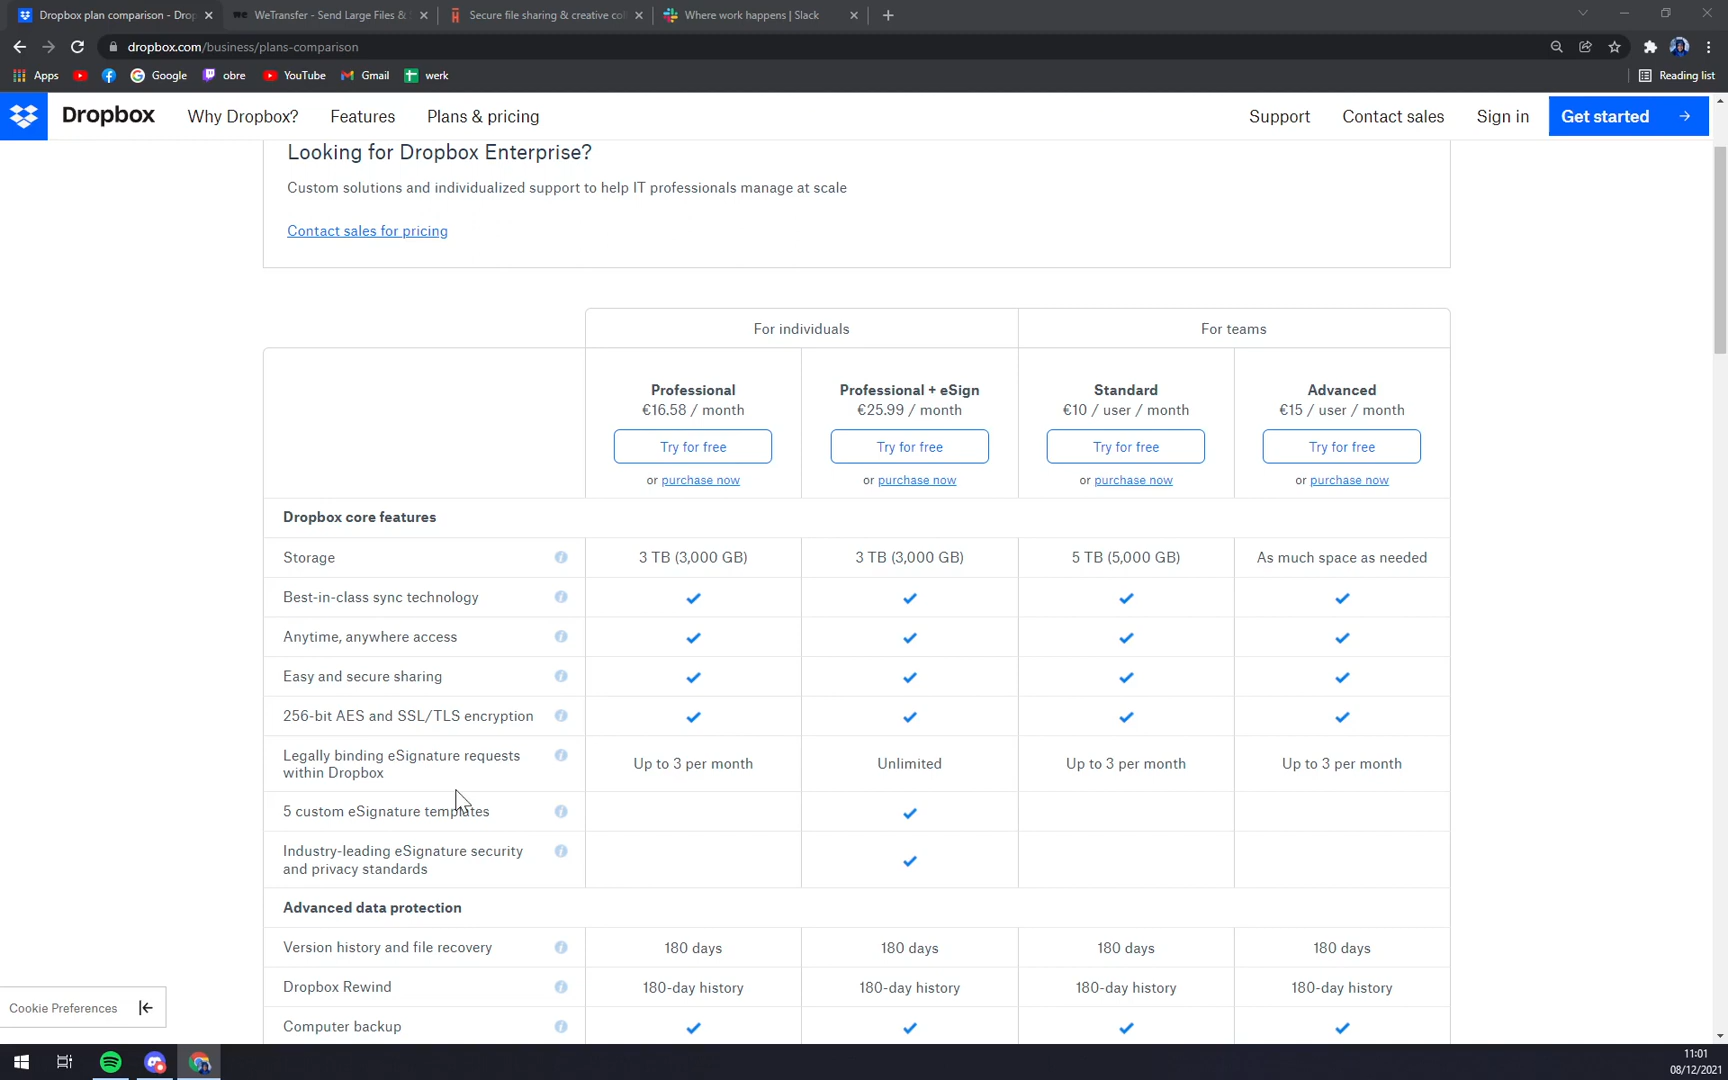 Dropbox plan comparison - Drop
WeTransfer - Send Large Files &
Secure file sharing & creative col
Where work happens | Slack
dropbox.com/business/plans-comparison
Apps
Google
obre
YouTube
Gmail
werk
Reading list
Dropbox
Why Dropbox?
Features
Plans & pricing
Support
Contact sales
Sign in
Get started
Looking for Dropbox Enterprise?
Custom solutions and individualized support to help IT professionals manage at scale
Contact sales for pricing
For individuals
For teams
Professional
€16.58 / month
Try for free
or purchase now
Professional + eSign
€25.99 / month
Try for free
or purchase now
Standard
€10 / user / month
Try for free
or purchase now
Advanced
€15 / user / month
Try for free
or purchase now
Dropbox core features
Storage 3 TB (3,000 GB) 3 TB (3,000 GB) 5 TB (5,000 GB) As much space as needed
Best-in-class sync technology
Anytime, anywhere access
Easy and secure sharing
256-bit AES and SSL/TLS encryption
Legally binding eSignature requests
within Dropbox
Up to 3 per month Unlimited Up to 3 per month Up to 3 per month
5 custom eSignature templates
Industry-leading eSignature security
and privacy standards
Advanced data protection
Version history and file recovery 180 days 180 days 180 days 180 days
Dropbox Rewind 180-day history 180-day history 180-day history 180-day history
Computer backup
Cookie Preferences
11:01
08/12/2021